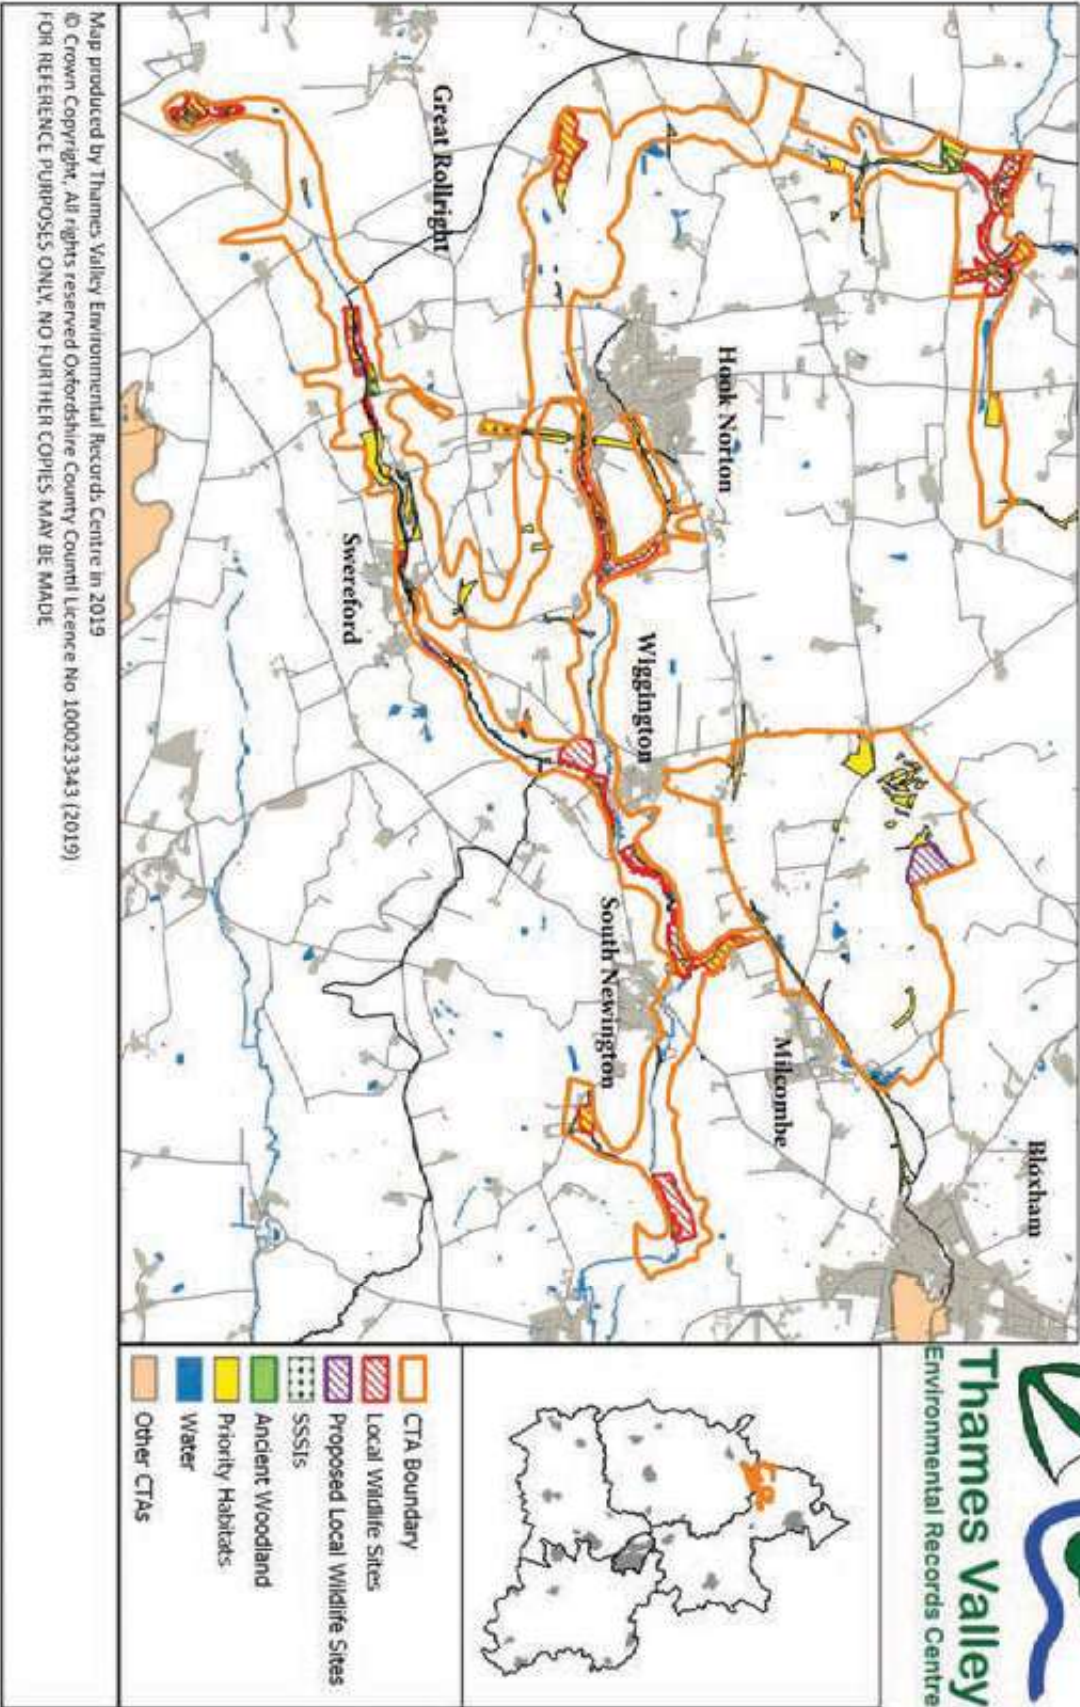 Thames Valley
Environmental Records Centre
Bloxham
Milcombe
Hook Norton
Wiggington
South Newington
Great Rollright
Swereford
CTA Boundary
Local Wildlife Sites
Proposed Local Wildlife Sites
SSSIs
Ancient Woodland
Priority Habitats
Water
Other CTAs
Map produced by Thames Valley Environmental Records Centre in 2019
© Crown Copyright. All rights reserved Oxfordshire County Council Licence No 100023343 (2019)
FOR REFERENCE PURPOSES ONLY. NO FURTHER COPIES MAY BE MADE